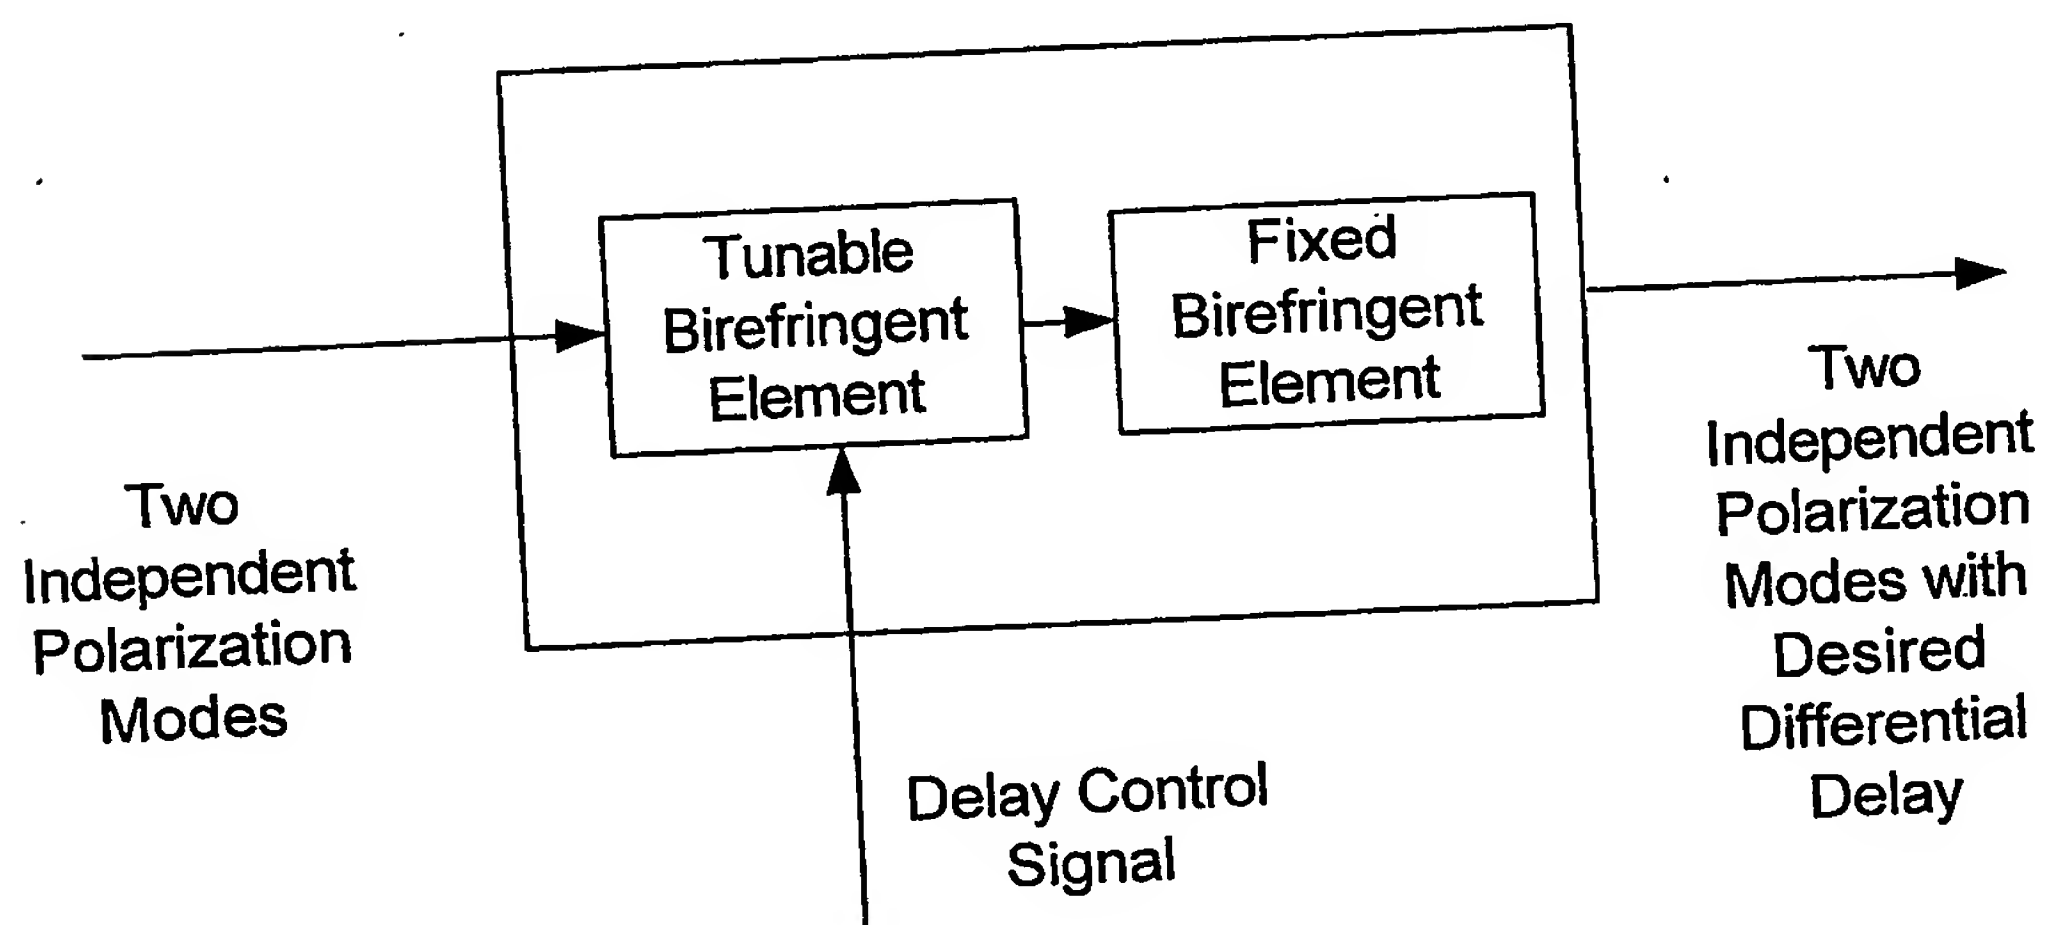 Tunable
Birefringent
Element
Fixed
Birefringent
Element
Two
Independent
Polarization
Modes
Two
Independent
Polarization
Modes with
Desired
Differential
Delay
Delay Control
Signal